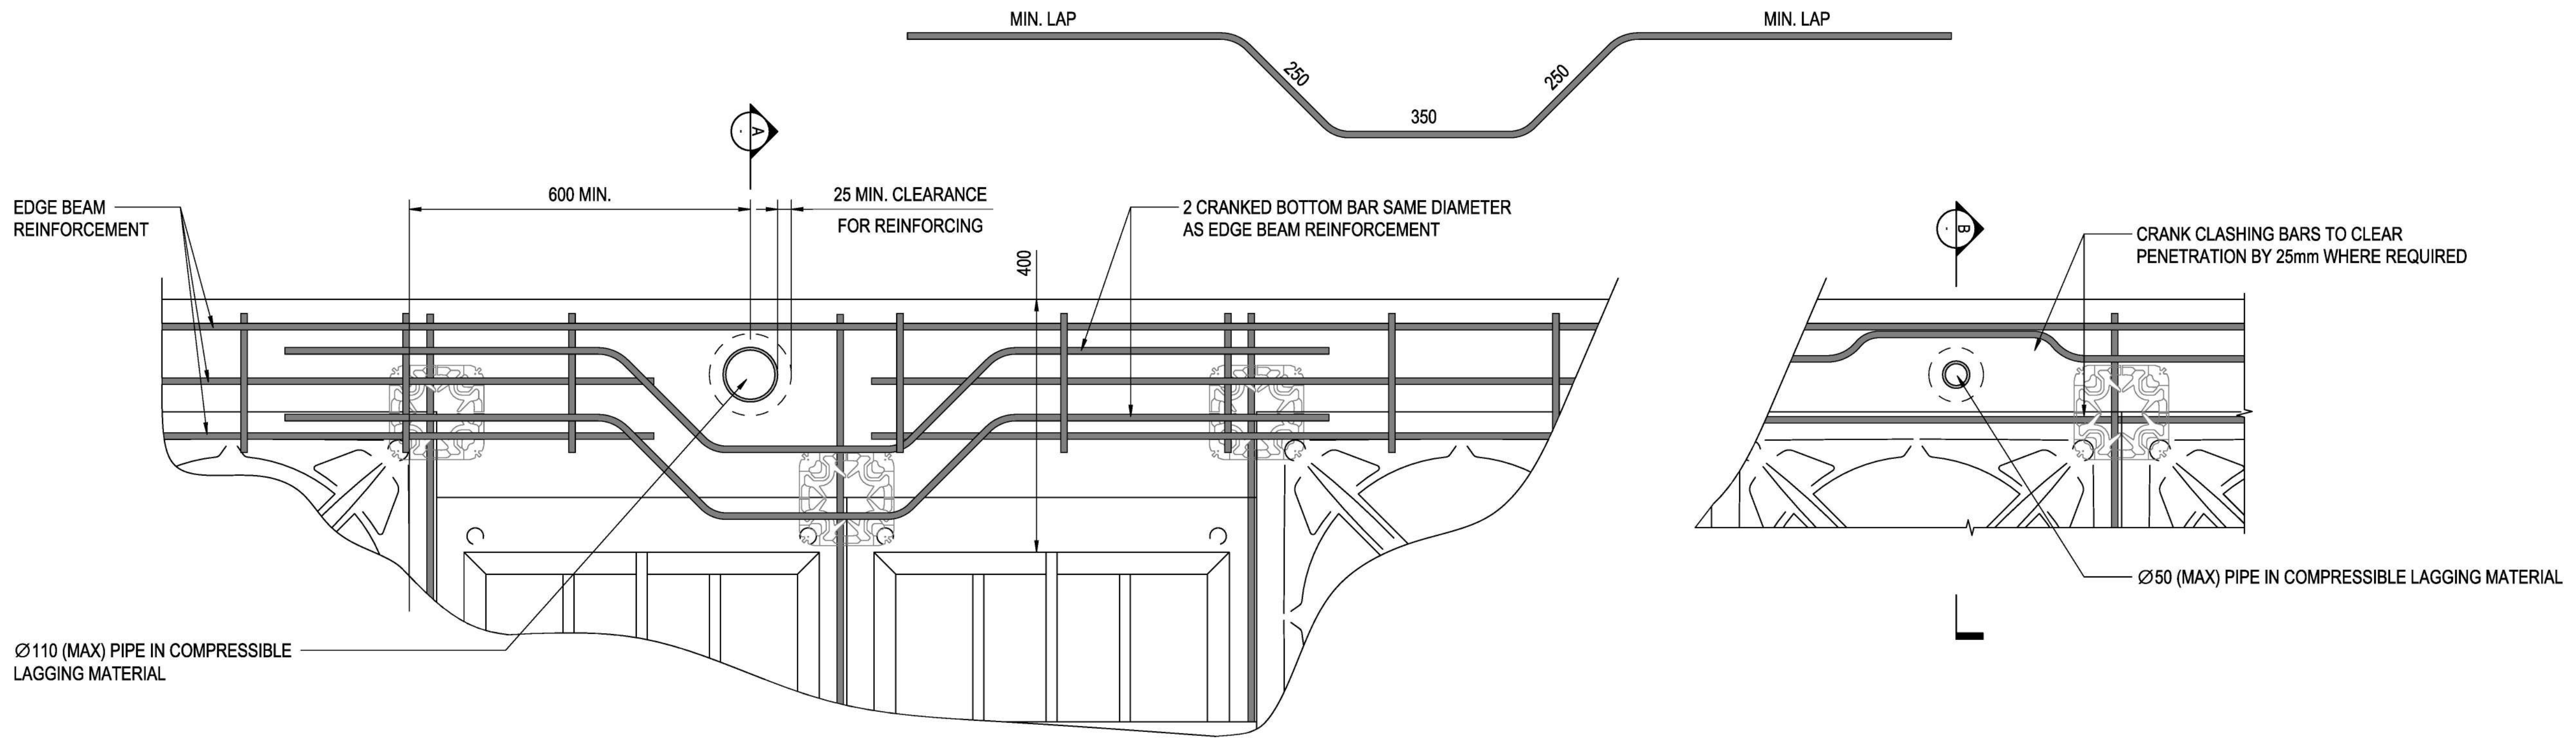 MIN. LAP
MIN. LAP
250
250
350
A
600 MIN.
25 MIN. CLEARANCE
FOR REINFORCING
EDGE BEAM
REINFORCEMENT
2 CRANKED BOTTOM BAR SAME DIAMETER
AS EDGE BEAM REINFORCEMENT
400
B
CRANK CLASHING BARS TO CLEAR
PENETRATION BY 25mm WHERE REQUIRED
Ø50 (MAX) PIPE IN COMPRESSIBLE LAGGING MATERIAL
Ø110 (MAX) PIPE IN COMPRESSIBLE
LAGGING MATERIAL